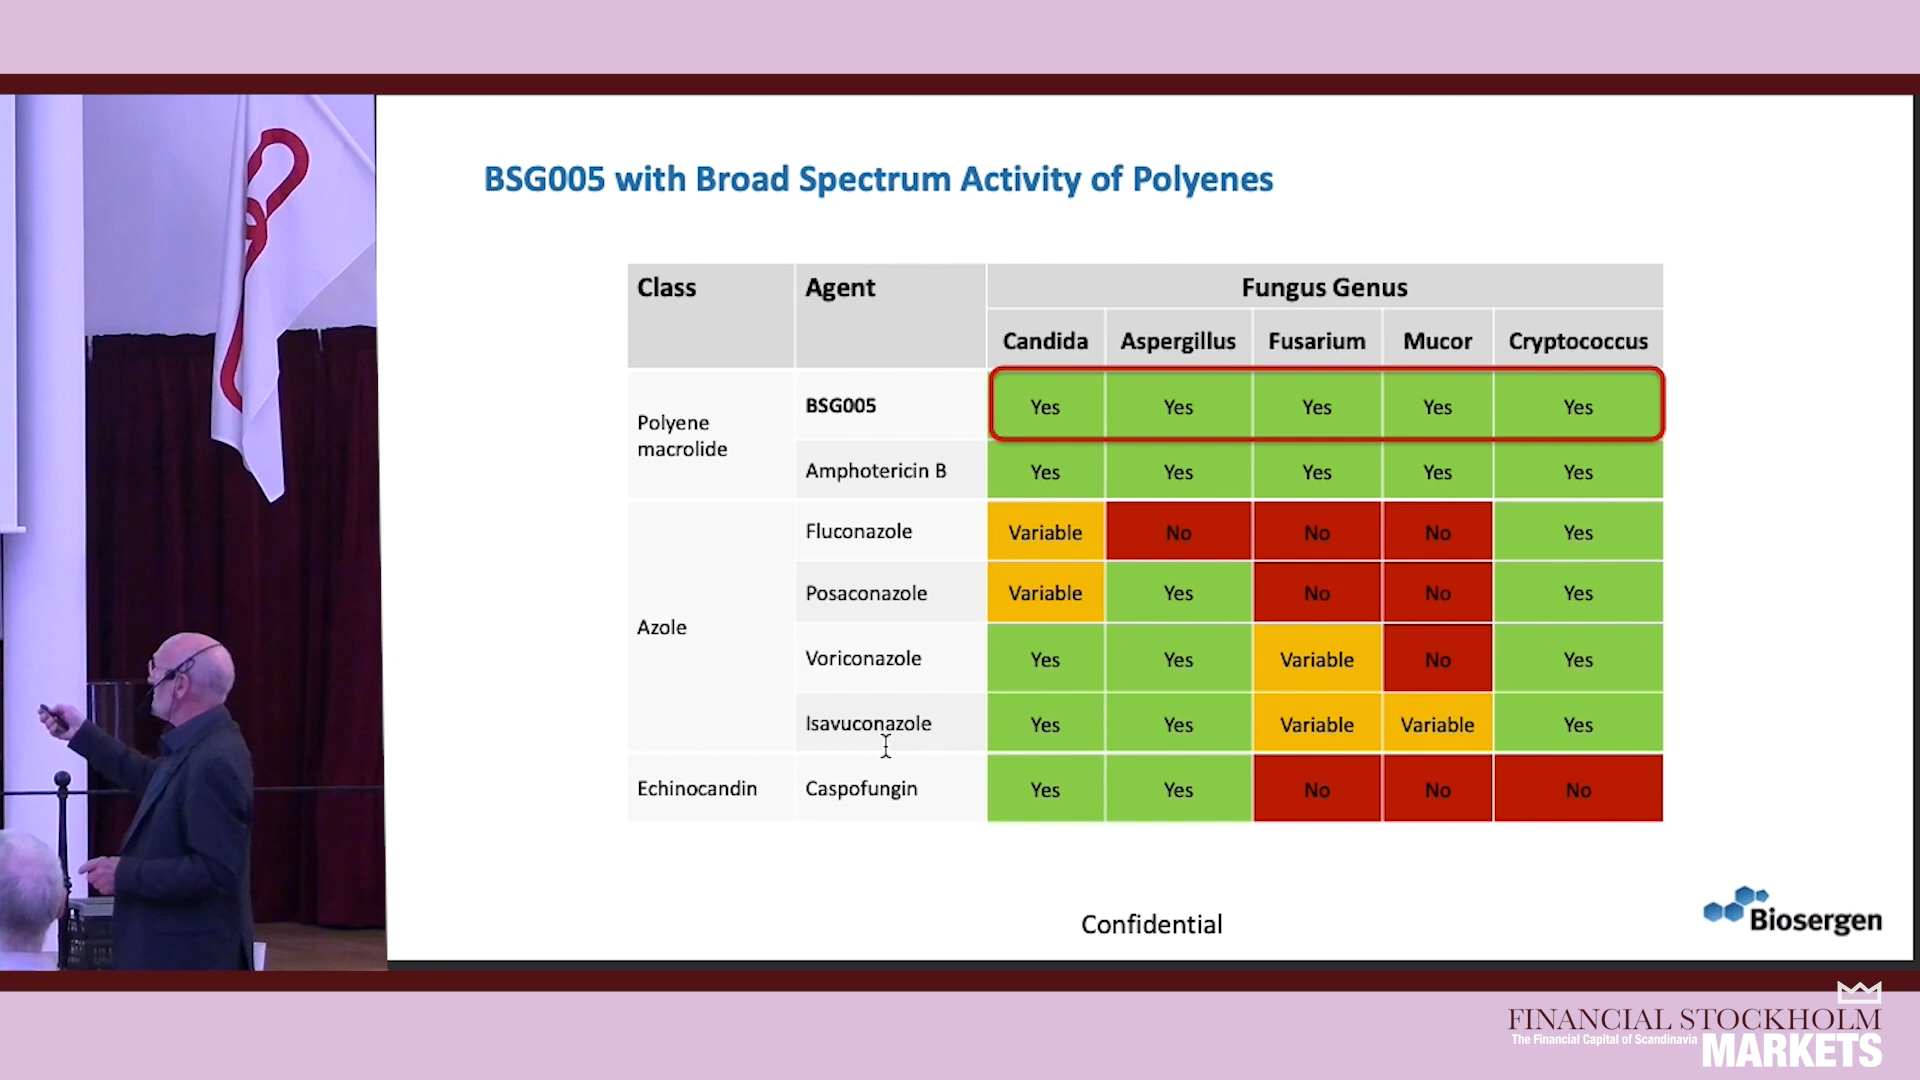 BSG005 with Broad Spectrum Activity of Polyenes
Class Agent Fungus Genus
Candida Aspergillus Fusarium Mucor Cryptococcus
Polyene macrolide BSG005 Yes Yes Yes Yes Yes
Amphotericin B Yes Yes Yes Yes Yes
Azole Fluconazole Variable No No No Yes
Posaconazole Variable Yes No No Yes
Voriconazole Yes Yes Variable No Yes
Isavuconazole Yes Yes Variable Variable Yes
Echinocandin Caspofungin Yes Yes No No No
Confidential
Biosergen
FINANCIAL STOCKHOLM
The Financial Capital of Scandinavia
MARKETS